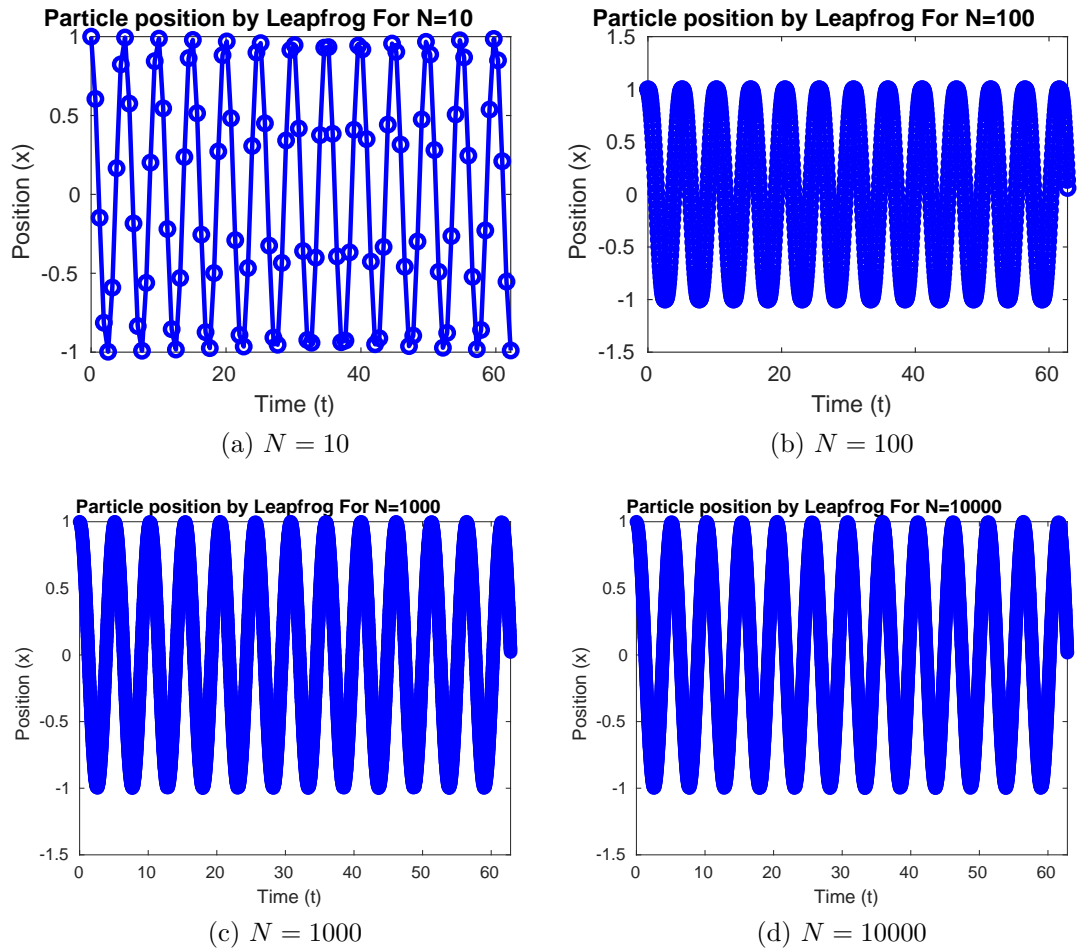 Particle position by Leapfrog For N=10
1
0.5
0
-0.5
-1
Position (x)
0 20 40 60
Time (t)
(a) N = 10
Particle position by Leapfrog For N=100
1.5
1
0.5
0
-0.5
-1
-1.5
Position (x)
0 20 40 60
Time (t)
(b) N = 100
Particle position by Leapfrog For N=1000
1
0.5
0
-0.5
-1
-1.5
Position (x)
0 10 20 30 40 50 60
Time (t)
(c) N = 1000
Particle position by Leapfrog For N=10000
1
0.5
0
-0.5
-1
-1.5
Position (x)
0 10 20 30 40 50 60
Time (t)
(d) N = 10000